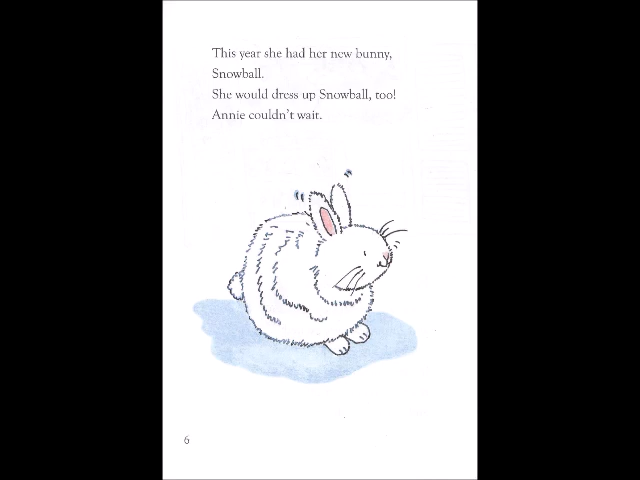 This year she had her new bunny,
Snowball.
She would dress up Snowball, too!
Annie couldn't wait.
6